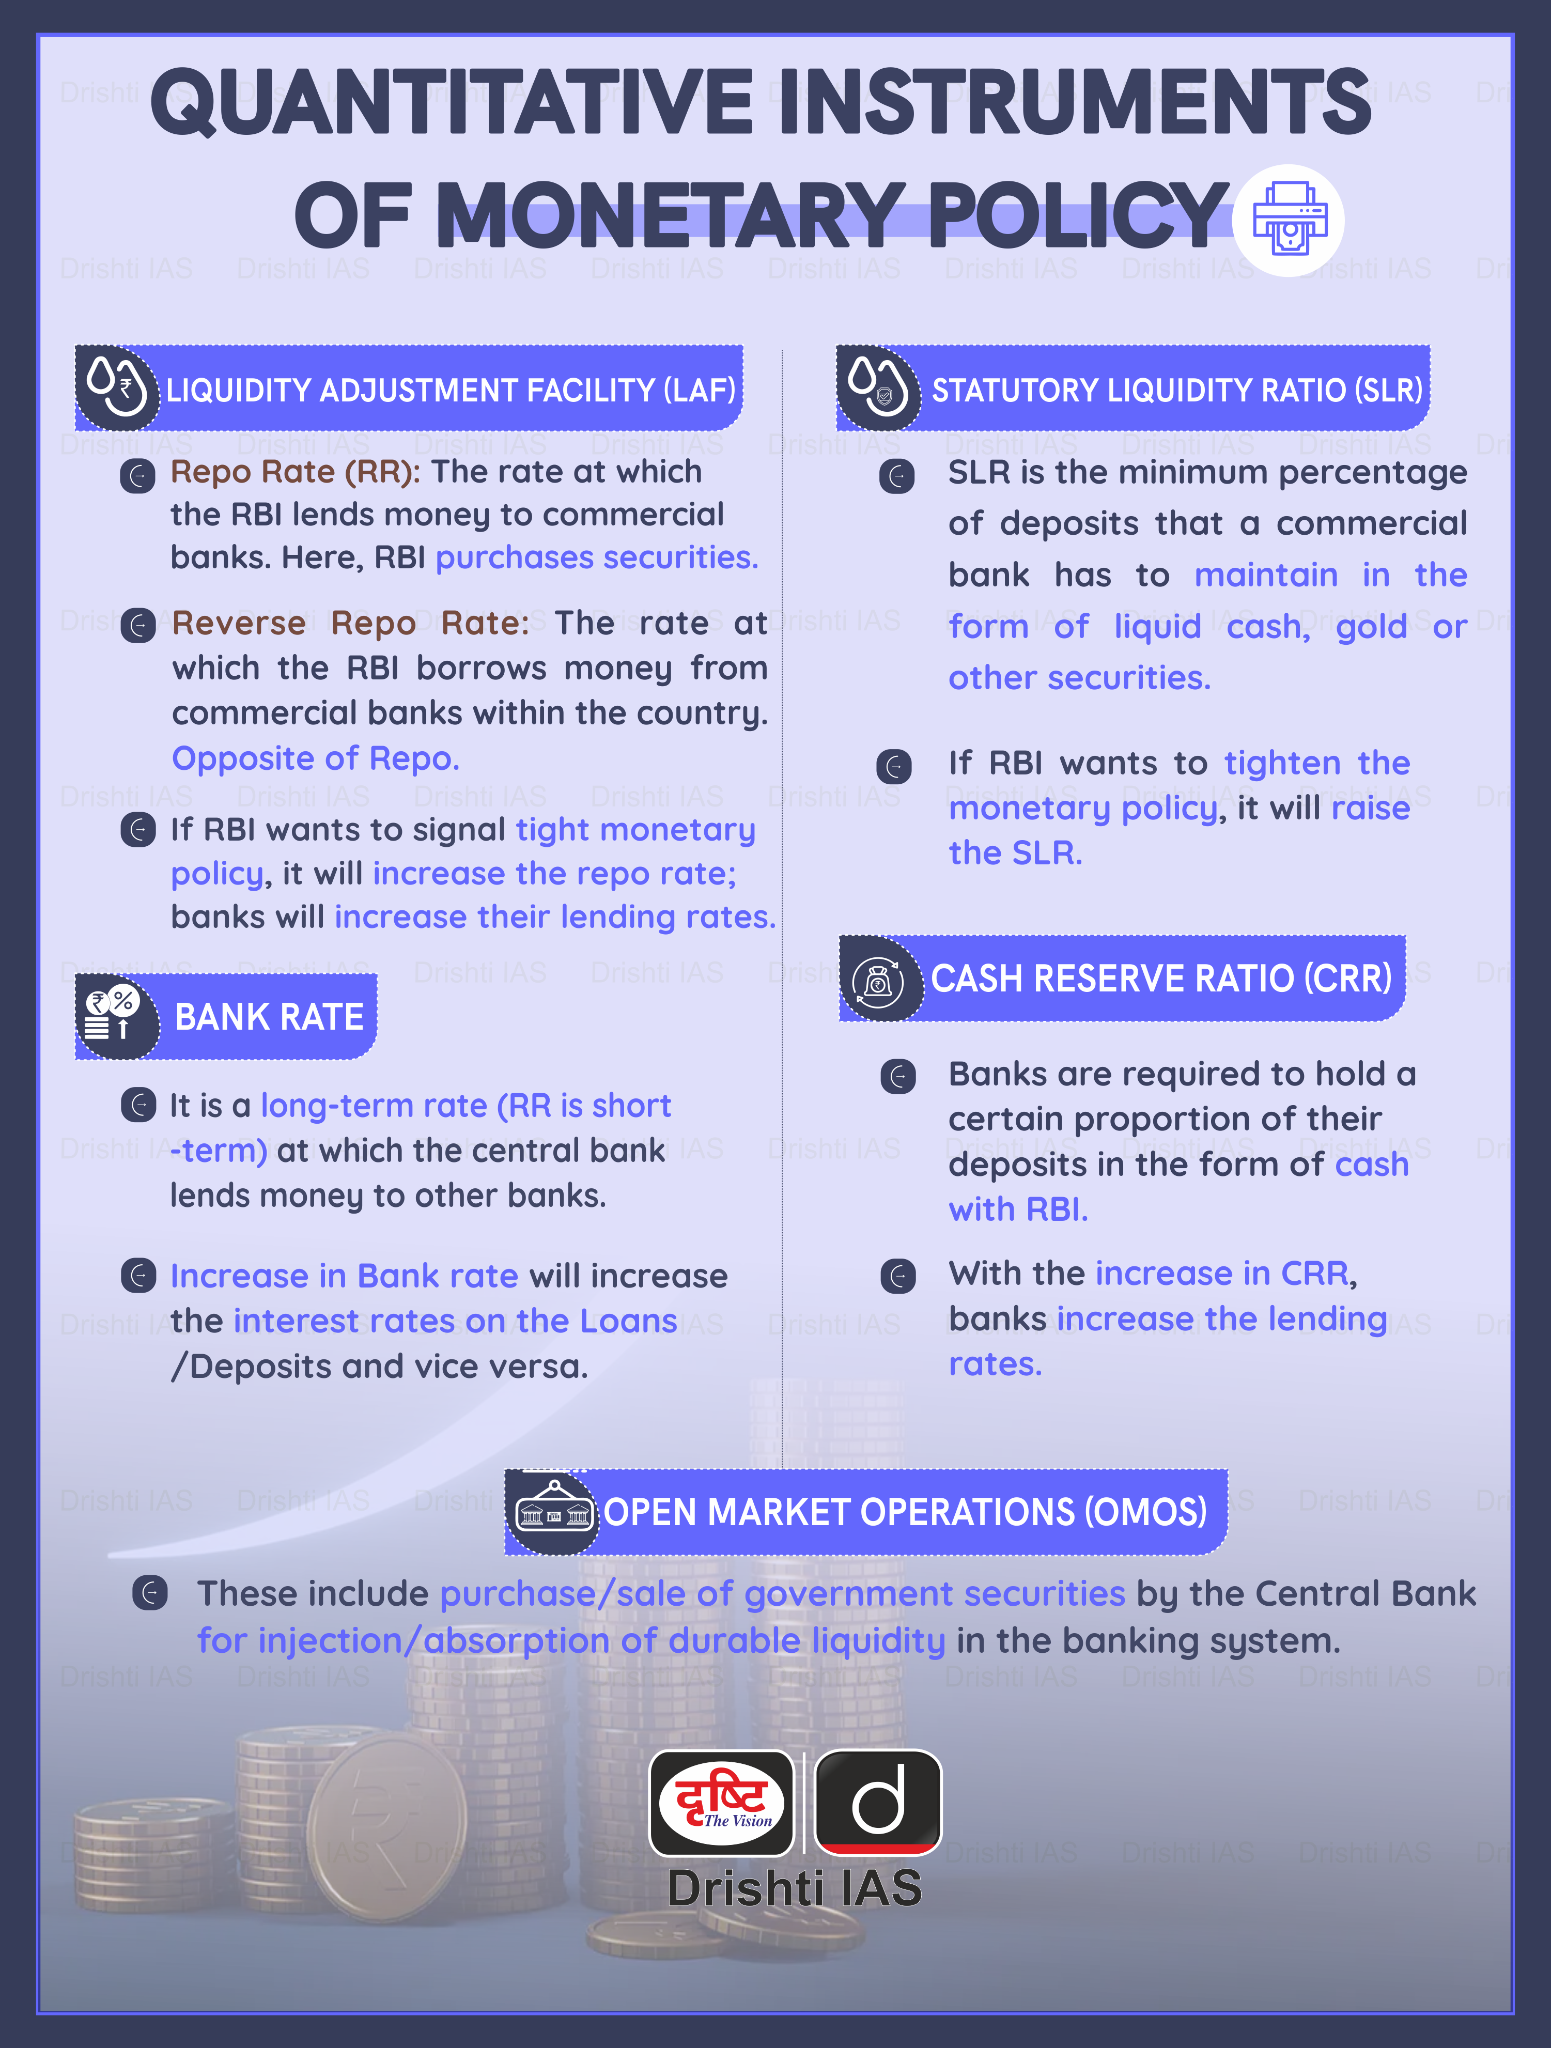 QUANTITATIVE INSTRUMENTS
OF MONETARY POLICY
LIQUIDITY ADJUSTMENT FACILITY (LAF)
Repo Rate (RR): The rate at which
the RBI lends money to commercial
banks. Here, RBI purchases securities.
Reverse Repo Rate: The rate at
which the RBI borrows money from
commercial banks within the country.
Opposite of Repo.
If RBI wants to signal tight monetary
policy, it will increase the repo rate;
banks will increase their lending rates.
BANK RATE
It is a long-term rate (RR is short
-term) at which the central bank
lends money to other banks.
Increase in Bank rate will increase
the interest rates on the Loans
/Deposits and vice versa.
STATUTORY LIQUIDITY RATIO (SLR)
SLR is the minimum percentage
of deposits that a commercial
bank has to maintain in the
form of liquid cash, gold or
other securities.
If RBI wants to tighten the
monetary policy, it will raise
the SLR.
CASH RESERVE RATIO (CRR)
Banks are required to hold a
certain proportion of their
deposits in the form of cash
with RBI.
With the increase in CRR,
banks increase the lending
rates.
OPEN MARKET OPERATIONS (OMOS)
These include purchase/sale of government securities by the Central Bank
for injection/absorption of durable liquidity in the banking system.
दृष्टि
The Vision
d
Drishti IAS